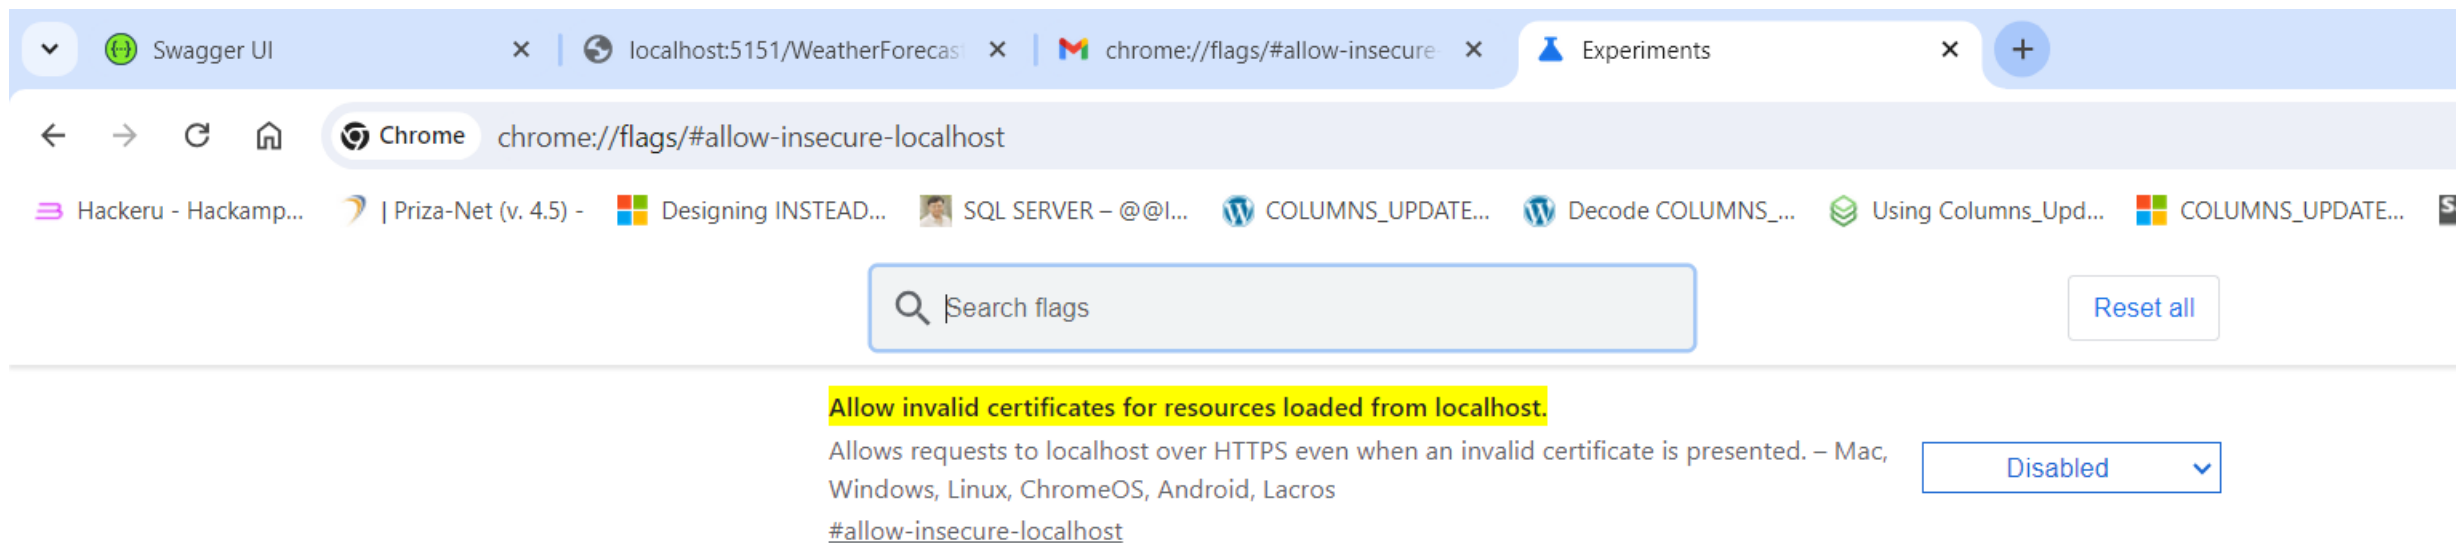 Swagger UI
localhost:5151/WeatherForecas
chrome://flags/#allow-insecure-
Experiments
Chrome chrome://flags/#allow-insecure-localhost
Hackeru - Hackamp...
| Priza-Net (v. 4.5) -
Designing INSTEAD...
SQL SERVER – @@I...
COLUMNS_UPDATE...
Decode COLUMNS_...
Using Columns_Upd...
COLUMNS_UPDATE...
Search flags
Reset all
Allow invalid certificates for resources loaded from localhost.
Allows requests to localhost over HTTPS even when an invalid certificate is presented. – Mac,
Windows, Linux, ChromeOS, Android, Lacros
#allow-insecure-localhost
Disabled